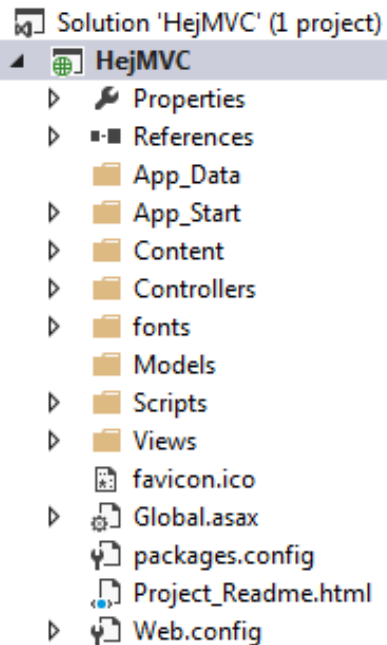 Solution 'HejMVC' (1 project)
HejMVC
Properties
References
App_Data
App_Start
Content
Controllers
fonts
Models
Scripts
Views
favicon.ico
Global.asax
packages.config
Project_Readme.html
Web.config